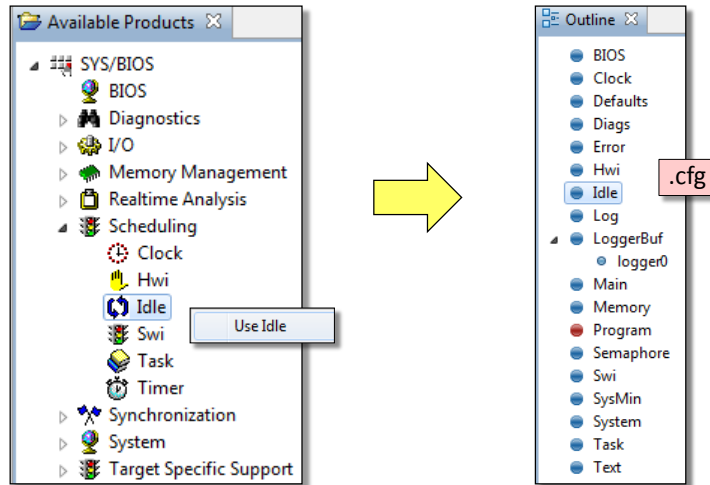 Available Products
SYS/BIOS
BIOS
Diagnostics
I/O
Memory Management
Realtime Analysis
Scheduling
Clock
Hwi
Idle
Use Idle
Swi
Task
Timer
Synchronization
System
Target Specific Support
Outline
BIOS
Clock
Defaults
Diags
Error
Hwi
.cfg
Idle
Log
LoggerBuf
logger0
Main
Memory
Program
Semaphore
Swi
SysMin
System
Task
Text